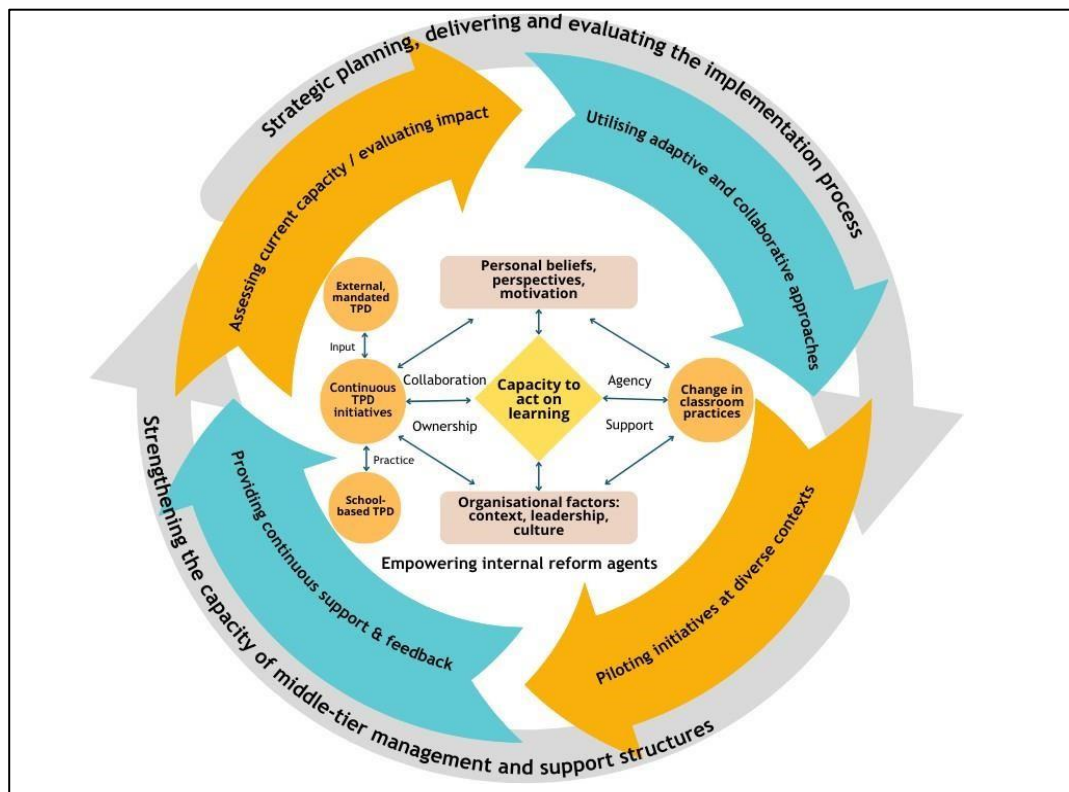 Strategic planning, delivering and evaluating the implementation process
Assessing current capacity / evaluating impact
Utilising adaptive and collaborative approaches
External,
mandated
TPD
Personal beliefs,
perspectives,
motivation
Input
Continuous
TPD
initiatives
Collaboration
Ownership
Capacity to
act on
learning
Agency
Support
Change in
classroom
practices
Practice
School-
based TPD
Organisational factors:
context, leadership,
culture
Empowering internal reform agents
Providing continuous support & feedback
Piloting initiatives at diverse contexts
Strengthening the capacity of middle-tier management and support structures